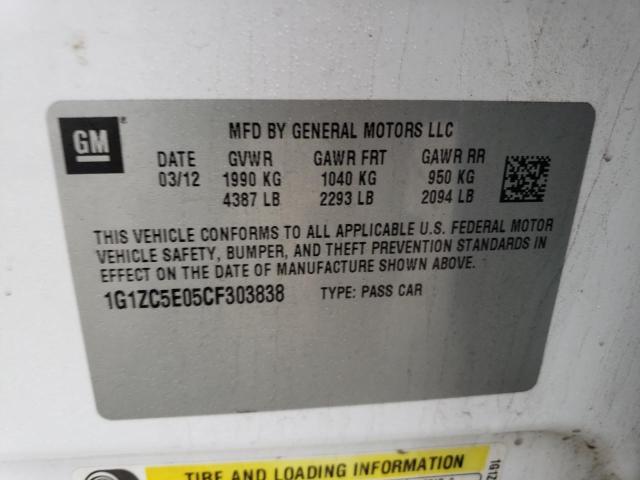 GM
MFD BY GENERAL MOTORS LLC
DATE GVWR GAWR FRT GAWR RR
03/12 1990 KG 1040 KG 950 KG
4387 LB 2293 LB 2094 LB
THIS VEHICLE CONFORMS TO ALL APPLICABLE U.S. FEDERAL MOTOR
VEHICLE SAFETY, BUMPER, AND THEFT PREVENTION STANDARDS IN
EFFECT ON THE DATE OF MANUFACTURE SHOWN ABOVE.
1G1ZC5E05CF303838 TYPE: PASS CAR
TIRE AND LOADING INFORMATION
1G1Z